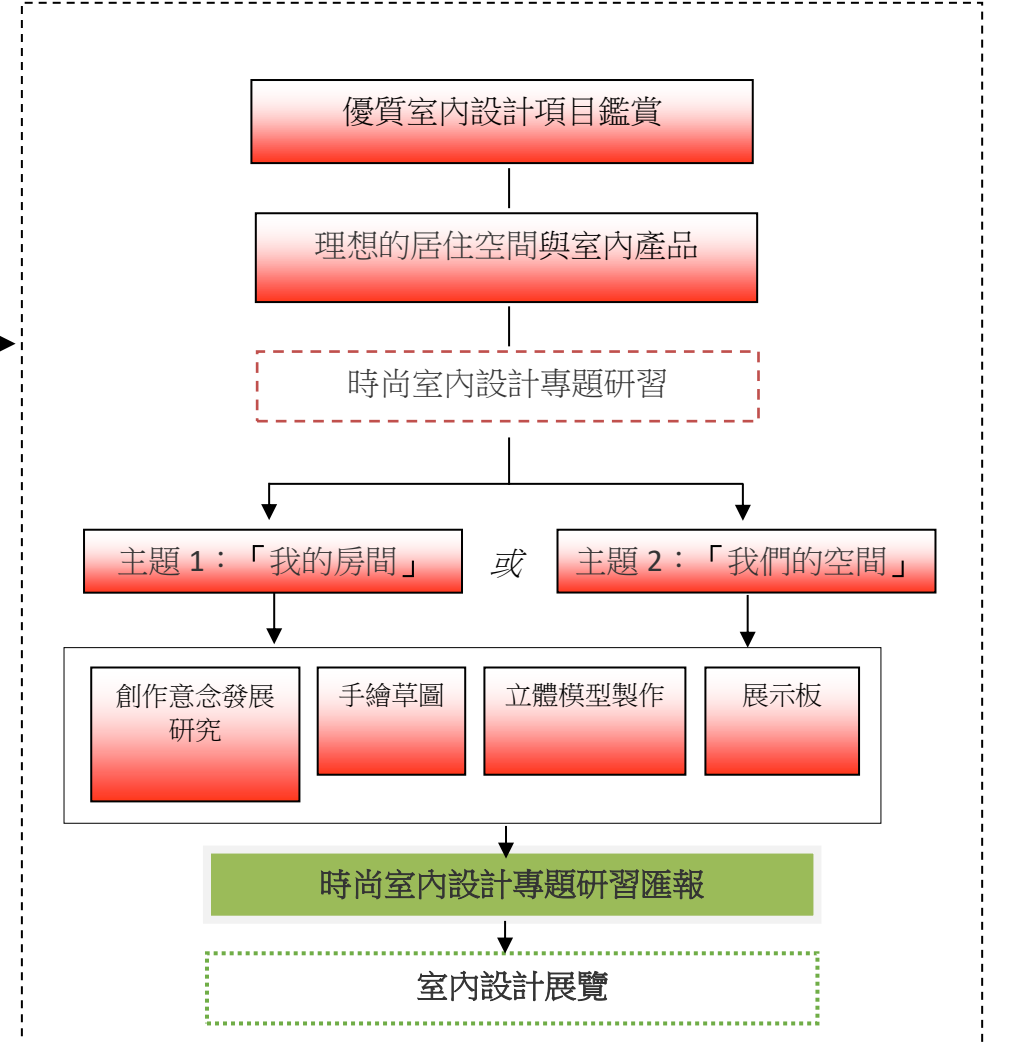 優質室內設計項目鑑賞
理想的居住空間與室內產品
時尚室內設計專題研習
主題 1：「我的房間」
或
主題 2：「我們的空間」
創作意念發展
研究
手繪草圖
立體模型製作
展示板
時尚室內設計專題研習匯報
室內設計展覽